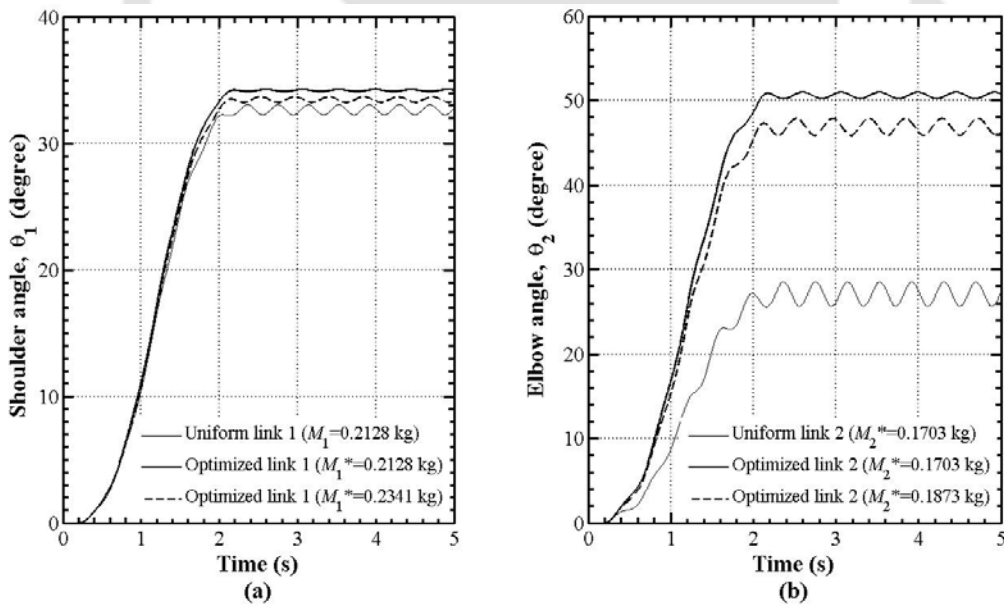 40
30
20
10
0
Shoulder angle, θ1 (degree)
Uniform link 1 (M1=0.2128 kg)
Optimized link 1 (M1*=0.2128 kg)
Optimized link 1 (M1*=0.2341 kg)
0 1 2 3 4 5
Time (s)
(a)
60
50
40
30
20
10
0
Elbow angle, θ2 (degree)
Uniform link 2 (M2*=0.1703 kg)
Optimized link 2 (M2*=0.1703 kg)
Optimized link 2 (M2*=0.1873 kg)
0 1 2 3 4 5
Time (s)
(b)